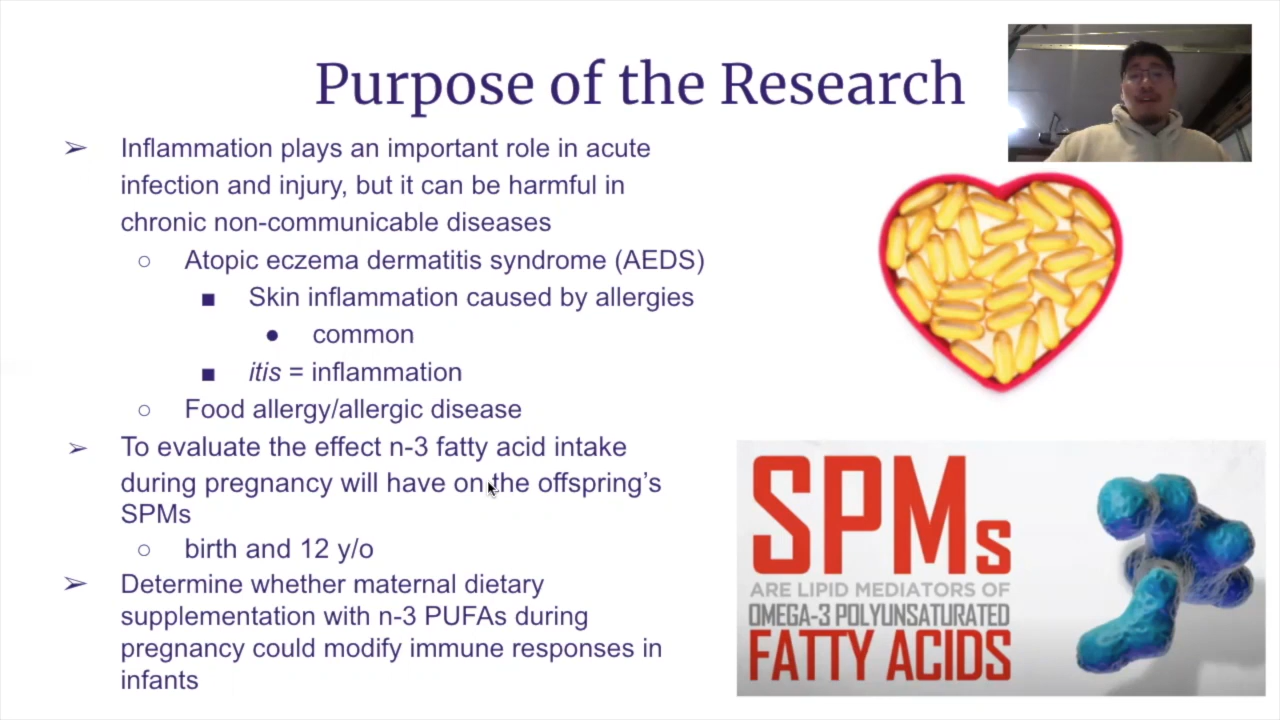 Purpose of the Research
➢ Inflammation plays an important role in acute
infection and injury, but it can be harmful in
chronic non-communicable diseases
○ Atopic eczema dermatitis syndrome (AEDS)
■ Skin inflammation caused by allergies
● common
■ itis = inflammation
○ Food allergy/allergic disease
➢ To evaluate the effect n-3 fatty acid intake
during pregnancy will have on the offspring’s
SPMs
○ birth and 12 y/o
➢ Determine whether maternal dietary
supplementation with n-3 PUFAs during
pregnancy could modify immune responses in
infants
SPMs
ARE LIPID MEDIATORS OF
OMEGA-3 POLYUNSATURATED
FATTY ACIDS